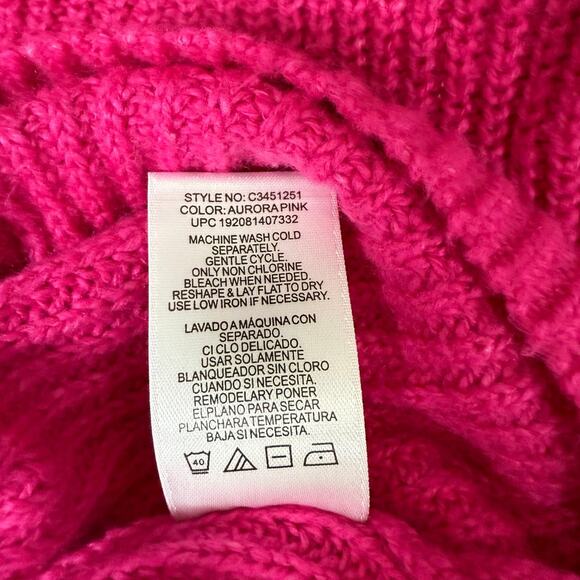 STYLE NO: C3451251
COLOR: AURORA PINK
UPC 192081407332
MACHINE WASH COLD
SEPARATELY.
GENTLE CYCLE.
ONLY NON CHLORINE
BLEACH WHEN NEEDED.
RESHAPE & LAY FLAT TO DRY
USE LOW IRON IF NECESSARY.
LAVADO A MÁQUINA CON
SEPARADO.
CI CLO DELICADO.
USAR SOLAMENTE
BLANQUEADOR SIN CLORO
CUANDO SI NECESITA.
REMODELARY PONER
ELPLANO PARA SECAR
PLANCHARA TEMPERATURA
BAJA SI NECESITA.
40